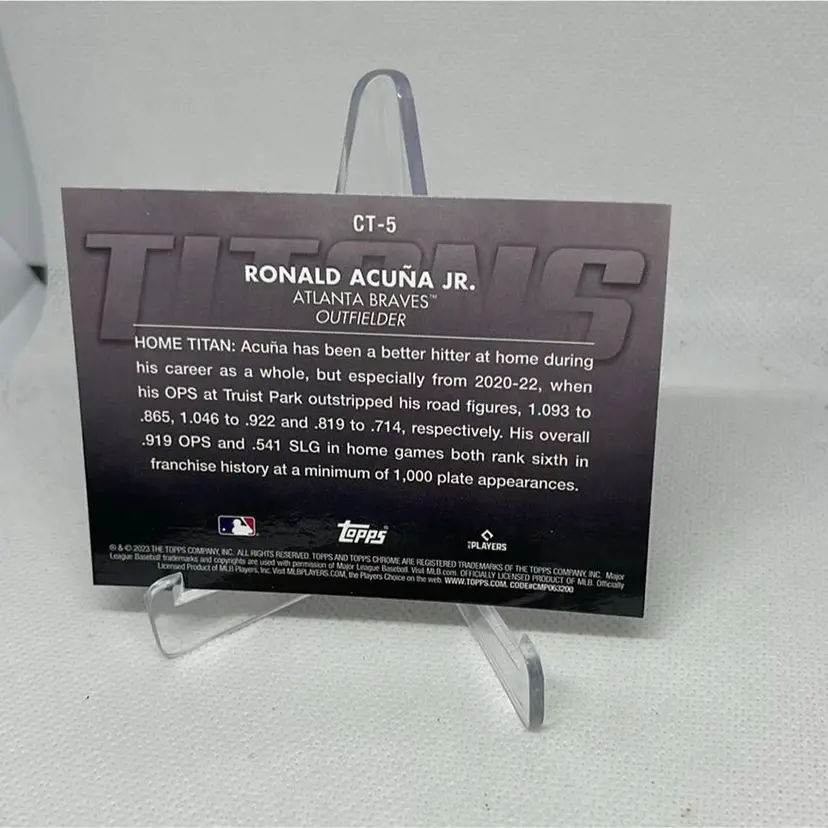 CT-5
TITANS
RONALD ACUÑA JR.
ATLANTA BRAVES™
OUTFIELDER
HOME TITAN: Acuña has been a better hitter at home during
his career as a whole, but especially from 2020-22, when
his OPS at Truist Park outstripped his road figures, 1.093 to
.865, 1.046 to .922 and .819 to .714, respectively. His overall
.919 OPS and .541 SLG in home games both rank sixth in
franchise history at a minimum of 1,000 plate appearances.
Topps®
PLAYERS
® & © 2023 THE TOPPS COMPANY, INC. ALL RIGHTS RESERVED. TOPPS AND TOPPS CHROME ARE REGISTERED TRADEMARKS OF THE TOPPS COMPANY, INC. Major
League Baseball trademarks and copyrights are used with permission of Major League Baseball. Visit MLB.com. OFFICIALLY LICENSED PRODUCT OF MLB. Officially
Licensed Product of MLB Players, Inc. Visit MLBPLAYERS.COM, the Players Choice on the web. WWW.TOPPS.COM. CODE#CMP063200